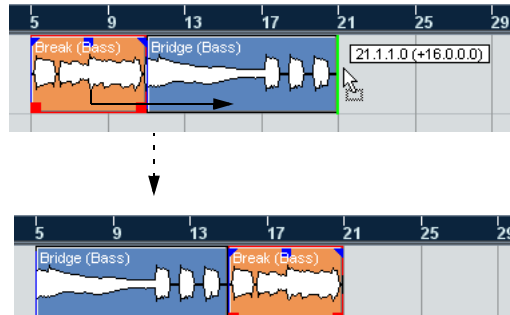 5 9 13 17 21 25 29
Break (Bass) Bridge (Bass)
21.1.1.0 (+16.0.0.0)
5 9 13 17 21 25 29
Bridge (Bass) Break (Bass)